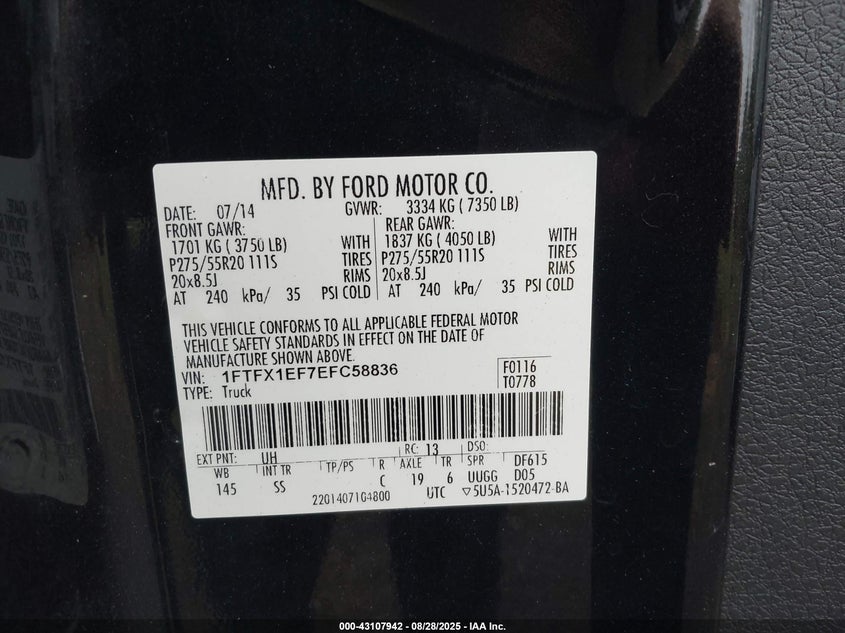 MFD. BY FORD MOTOR CO.
DATE: 07/14 GVWR: 3334 KG ( 7350 LB)
FRONT GAWR: REAR GAWR:
1701 KG ( 3750 LB) WITH 1837 KG ( 4050 LB) WITH
P275/55R20 111S TIRES P275/55R20 111S TIRES
20x8.5J RIMS 20x8.5J RIMS
AT 240 kPa/ 35 PSI COLD AT 240 kPa/ 35 PSI COLD
THIS VEHICLE CONFORMS TO ALL APPLICABLE FEDERAL MOTOR
VEHICLE SAFETY STANDARDS IN EFFECT ON THE DATE OF
MANUFACTURE SHOWN ABOVE.
VIN: 1FTFX1EF7EFC58836 F0116
TYPE: Truck T0778
EXT PNT: UH RC: 13 DSO:
WB INT TR TP/PS R AXLE TR SPR DF615
145 SS C 19 6 UUGG D05
22014071G4800 UTC ▽5U5A-1520472-BA
000-43107942 - 08/28/2025 - IAA Inc.